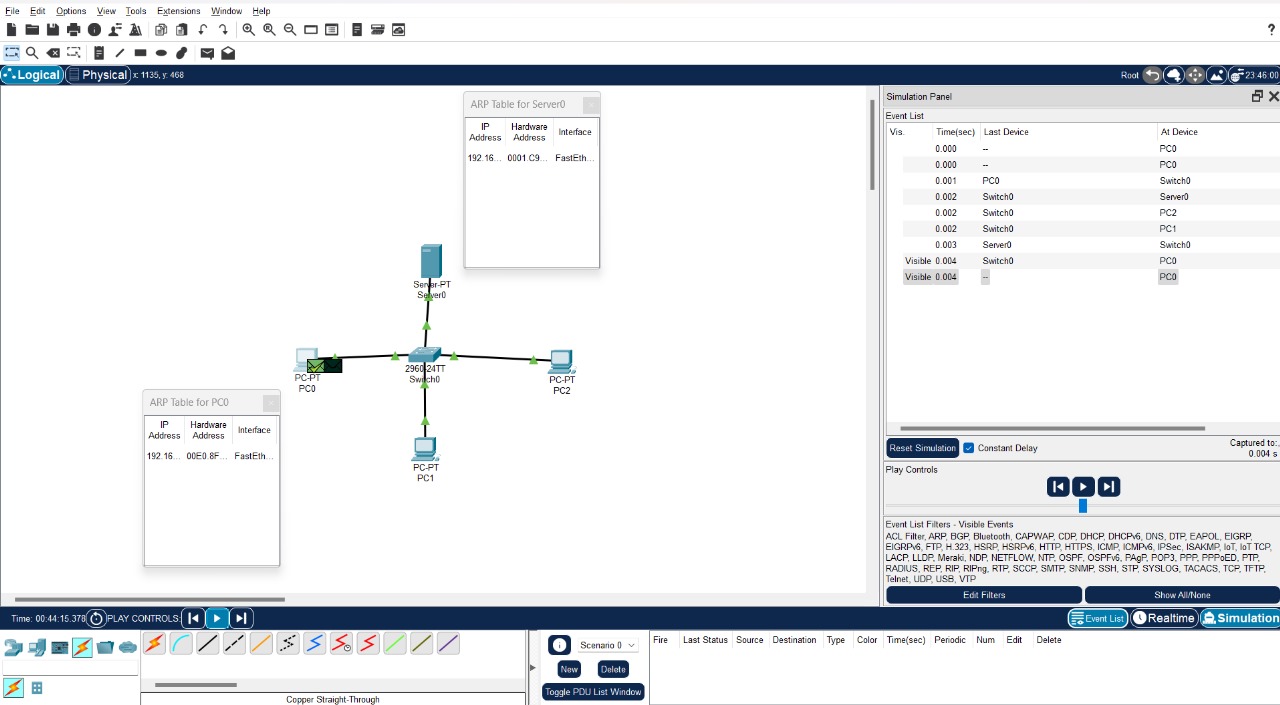 File Edit Options View Tools Extensions Window Help
?
Logical Physical x: 1135, y: 468 Root 23:46:00
ARP Table for Server0
IP Address Hardware Address Interface
192.16... 0001.C9... FastEth...
Server-PT
Server0
PC-PT
PC0
2960-24TT
Switch0
PC-PT
PC2
PC-PT
PC1
ARP Table for PC0
IP Address Hardware Address Interface
192.16... 00E0.8F... FastEth...
Simulation Panel
Event List
Vis. Time(sec) Last Device At Device
0.000 -- PC0
0.000 -- PC0
0.001 PC0 Switch0
0.002 Switch0 Server0
0.002 Switch0 PC2
0.002 Switch0 PC1
0.003 Server0 Switch0
Visible 0.004 Switch0 PC0
Visible 0.004 -- PC0
Reset Simulation Constant Delay Captured to:
0.004 s
Play Controls
Event List Filters - Visible Events
ACL Filter, ARP, BGP, Bluetooth, CAPWAP, CDP, DHCP, DHCPv6, DNS, DTP, EAPOL, EIGRP,
EIGRPv6, FTP, H.323, HSRP, HSRPv6, HTTP, HTTPS, ICMP, ICMPv6, IPSec, ISAKMP, IoT, IoT TCP,
LACP, LLDP, Meraki, NDP, NETFLOW, NTP, OSPF, OSPFv6, PAgP, POP3, PPP, PPPoED, PTP,
RADIUS, REP, RIP, RIPng, RTP, SCCP, SMTP, SNMP, SSH, STP, SYSLOG, TACACS, TCP, TFTP,
Telnet, UDP, USB, VTP
Edit Filters Show All/None
Time: 00:44:15.378 PLAY CONTROLS: Event List Realtime Simulation
Copper Straight-Through
Scenario 0
New Delete
Toggle PDU List Window
Fire Last Status Source Destination Type Color Time(sec) Periodic Num Edit Delete